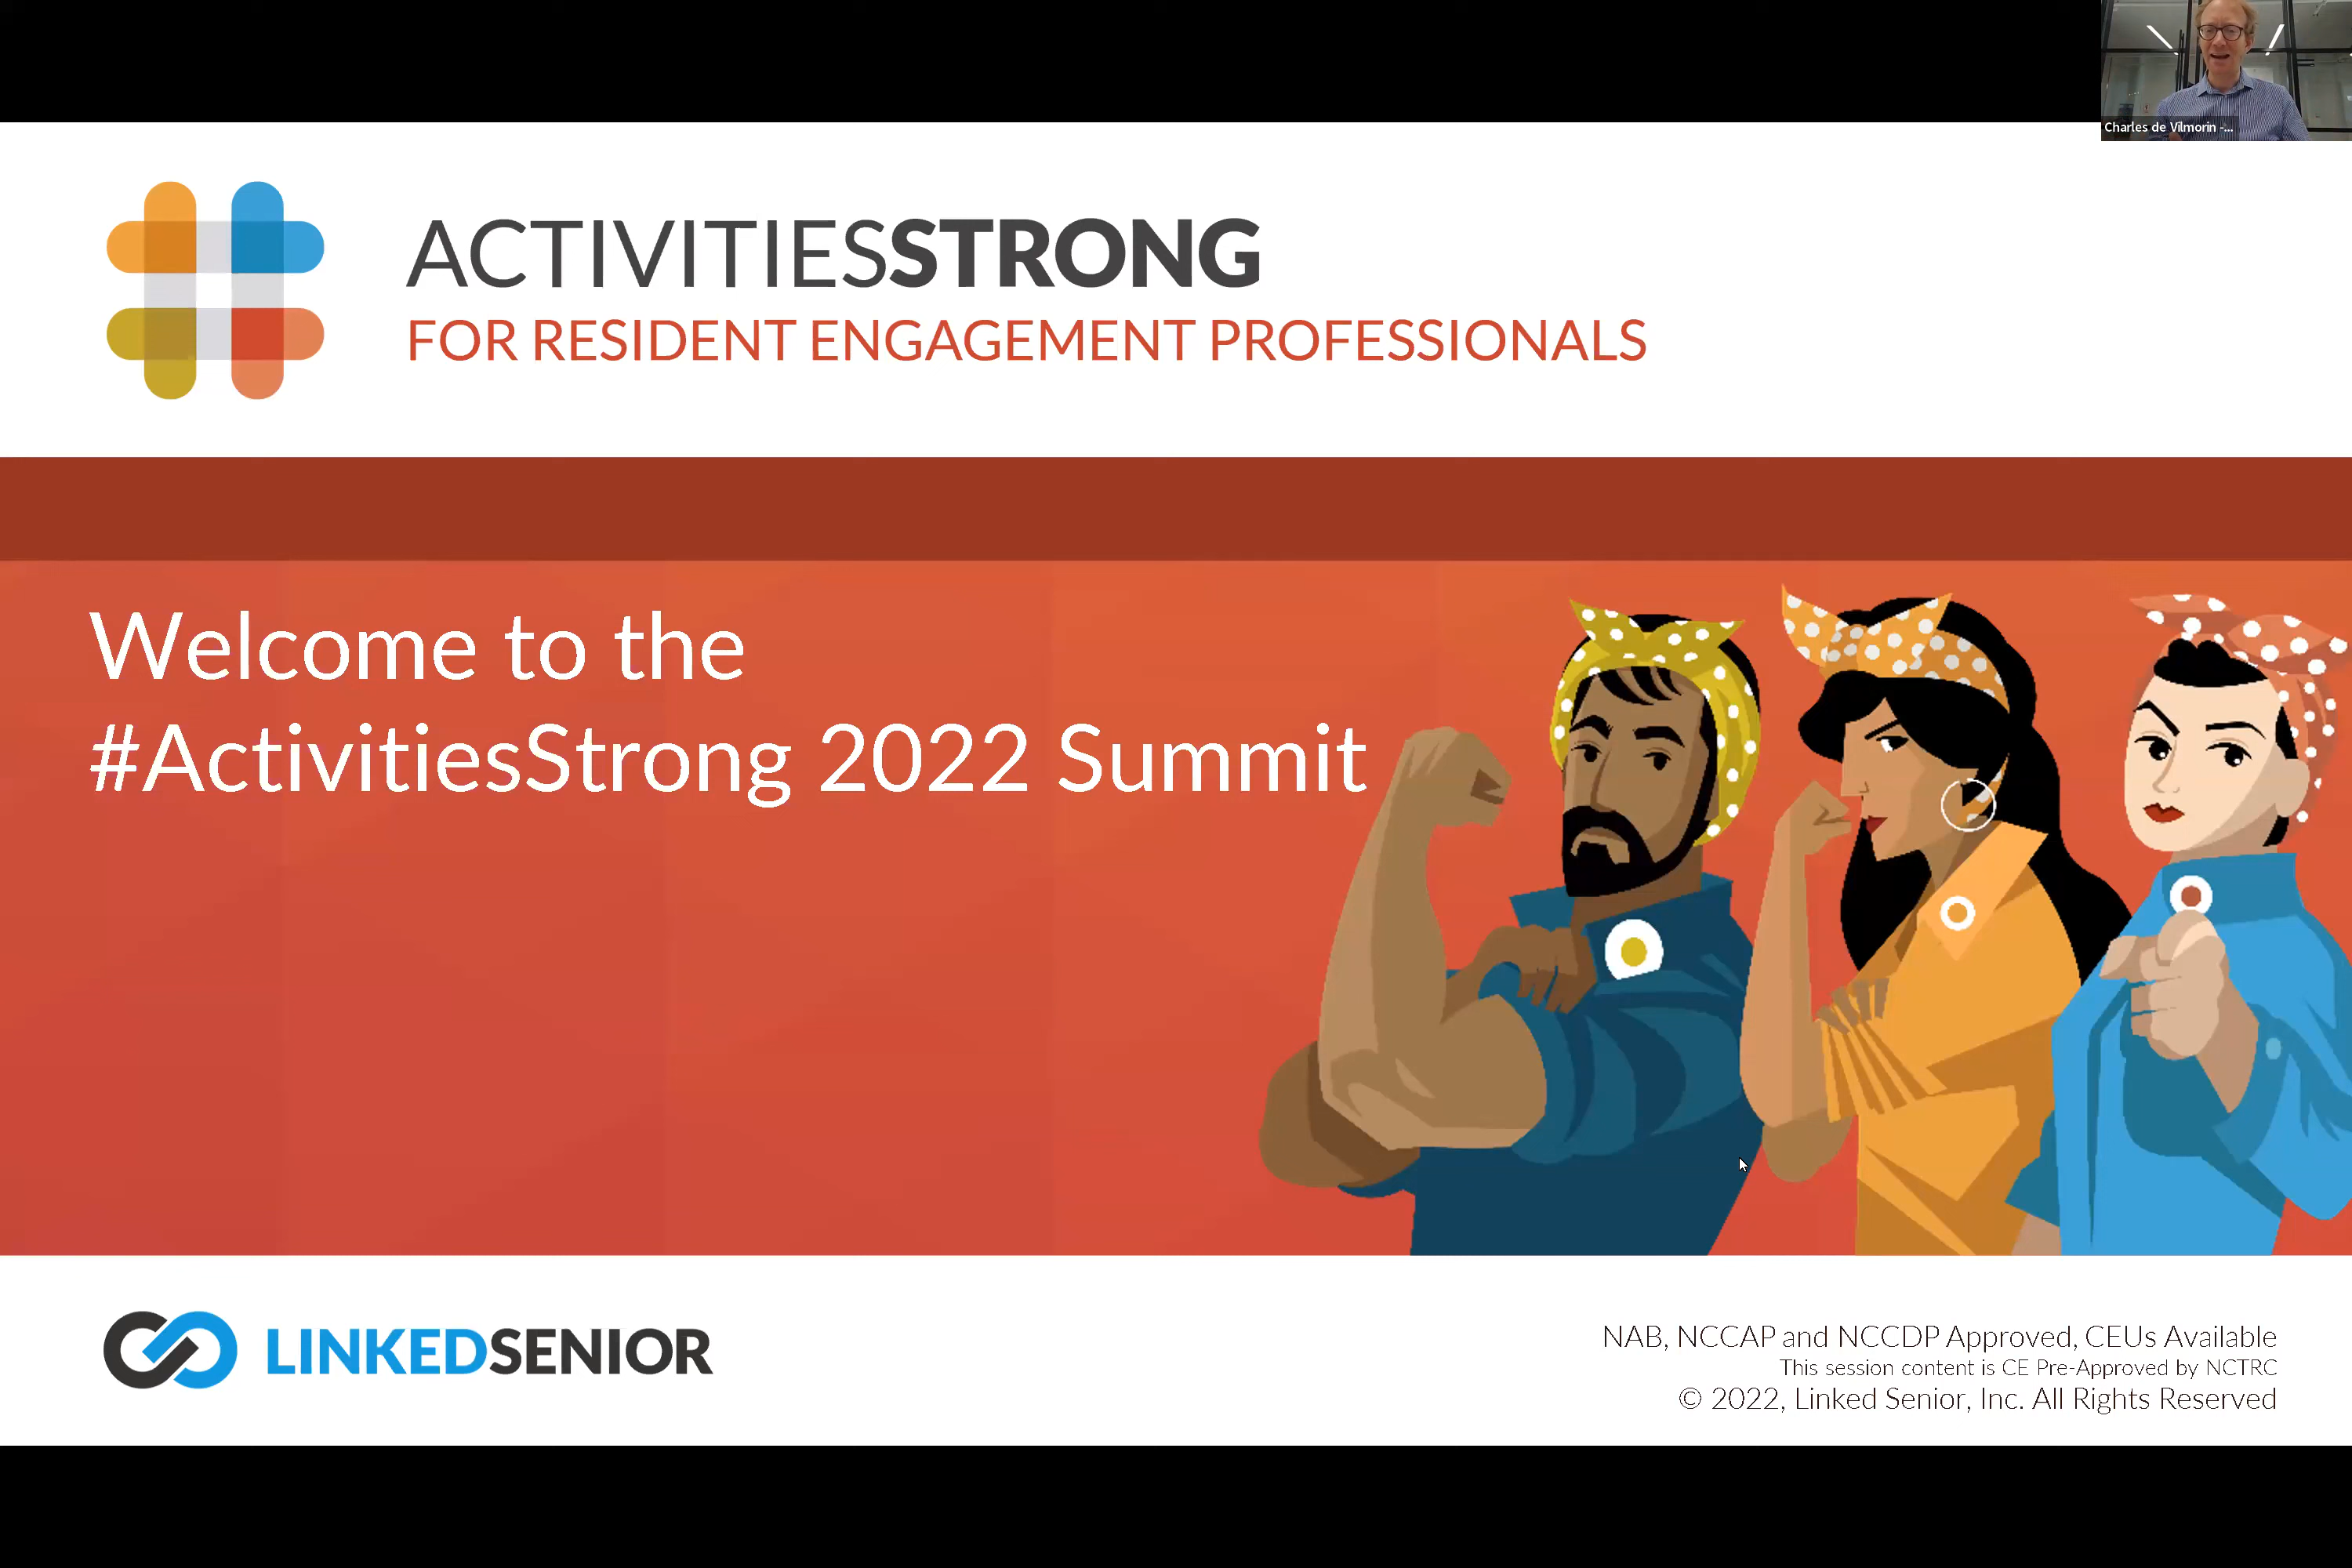 Charles de Vilmorin -...
ACTIVITIESSTRONG
FOR RESIDENT ENGAGEMENT PROFESSIONALS
Welcome to the
#ActivitiesStrong 2022 Summit
LINKEDSENIOR
NAB, NCCAP and NCCDP Approved, CEUs Available
This session content is CE Pre-Approved by NCTRC
© 2022, Linked Senior, Inc. All Rights Reserved